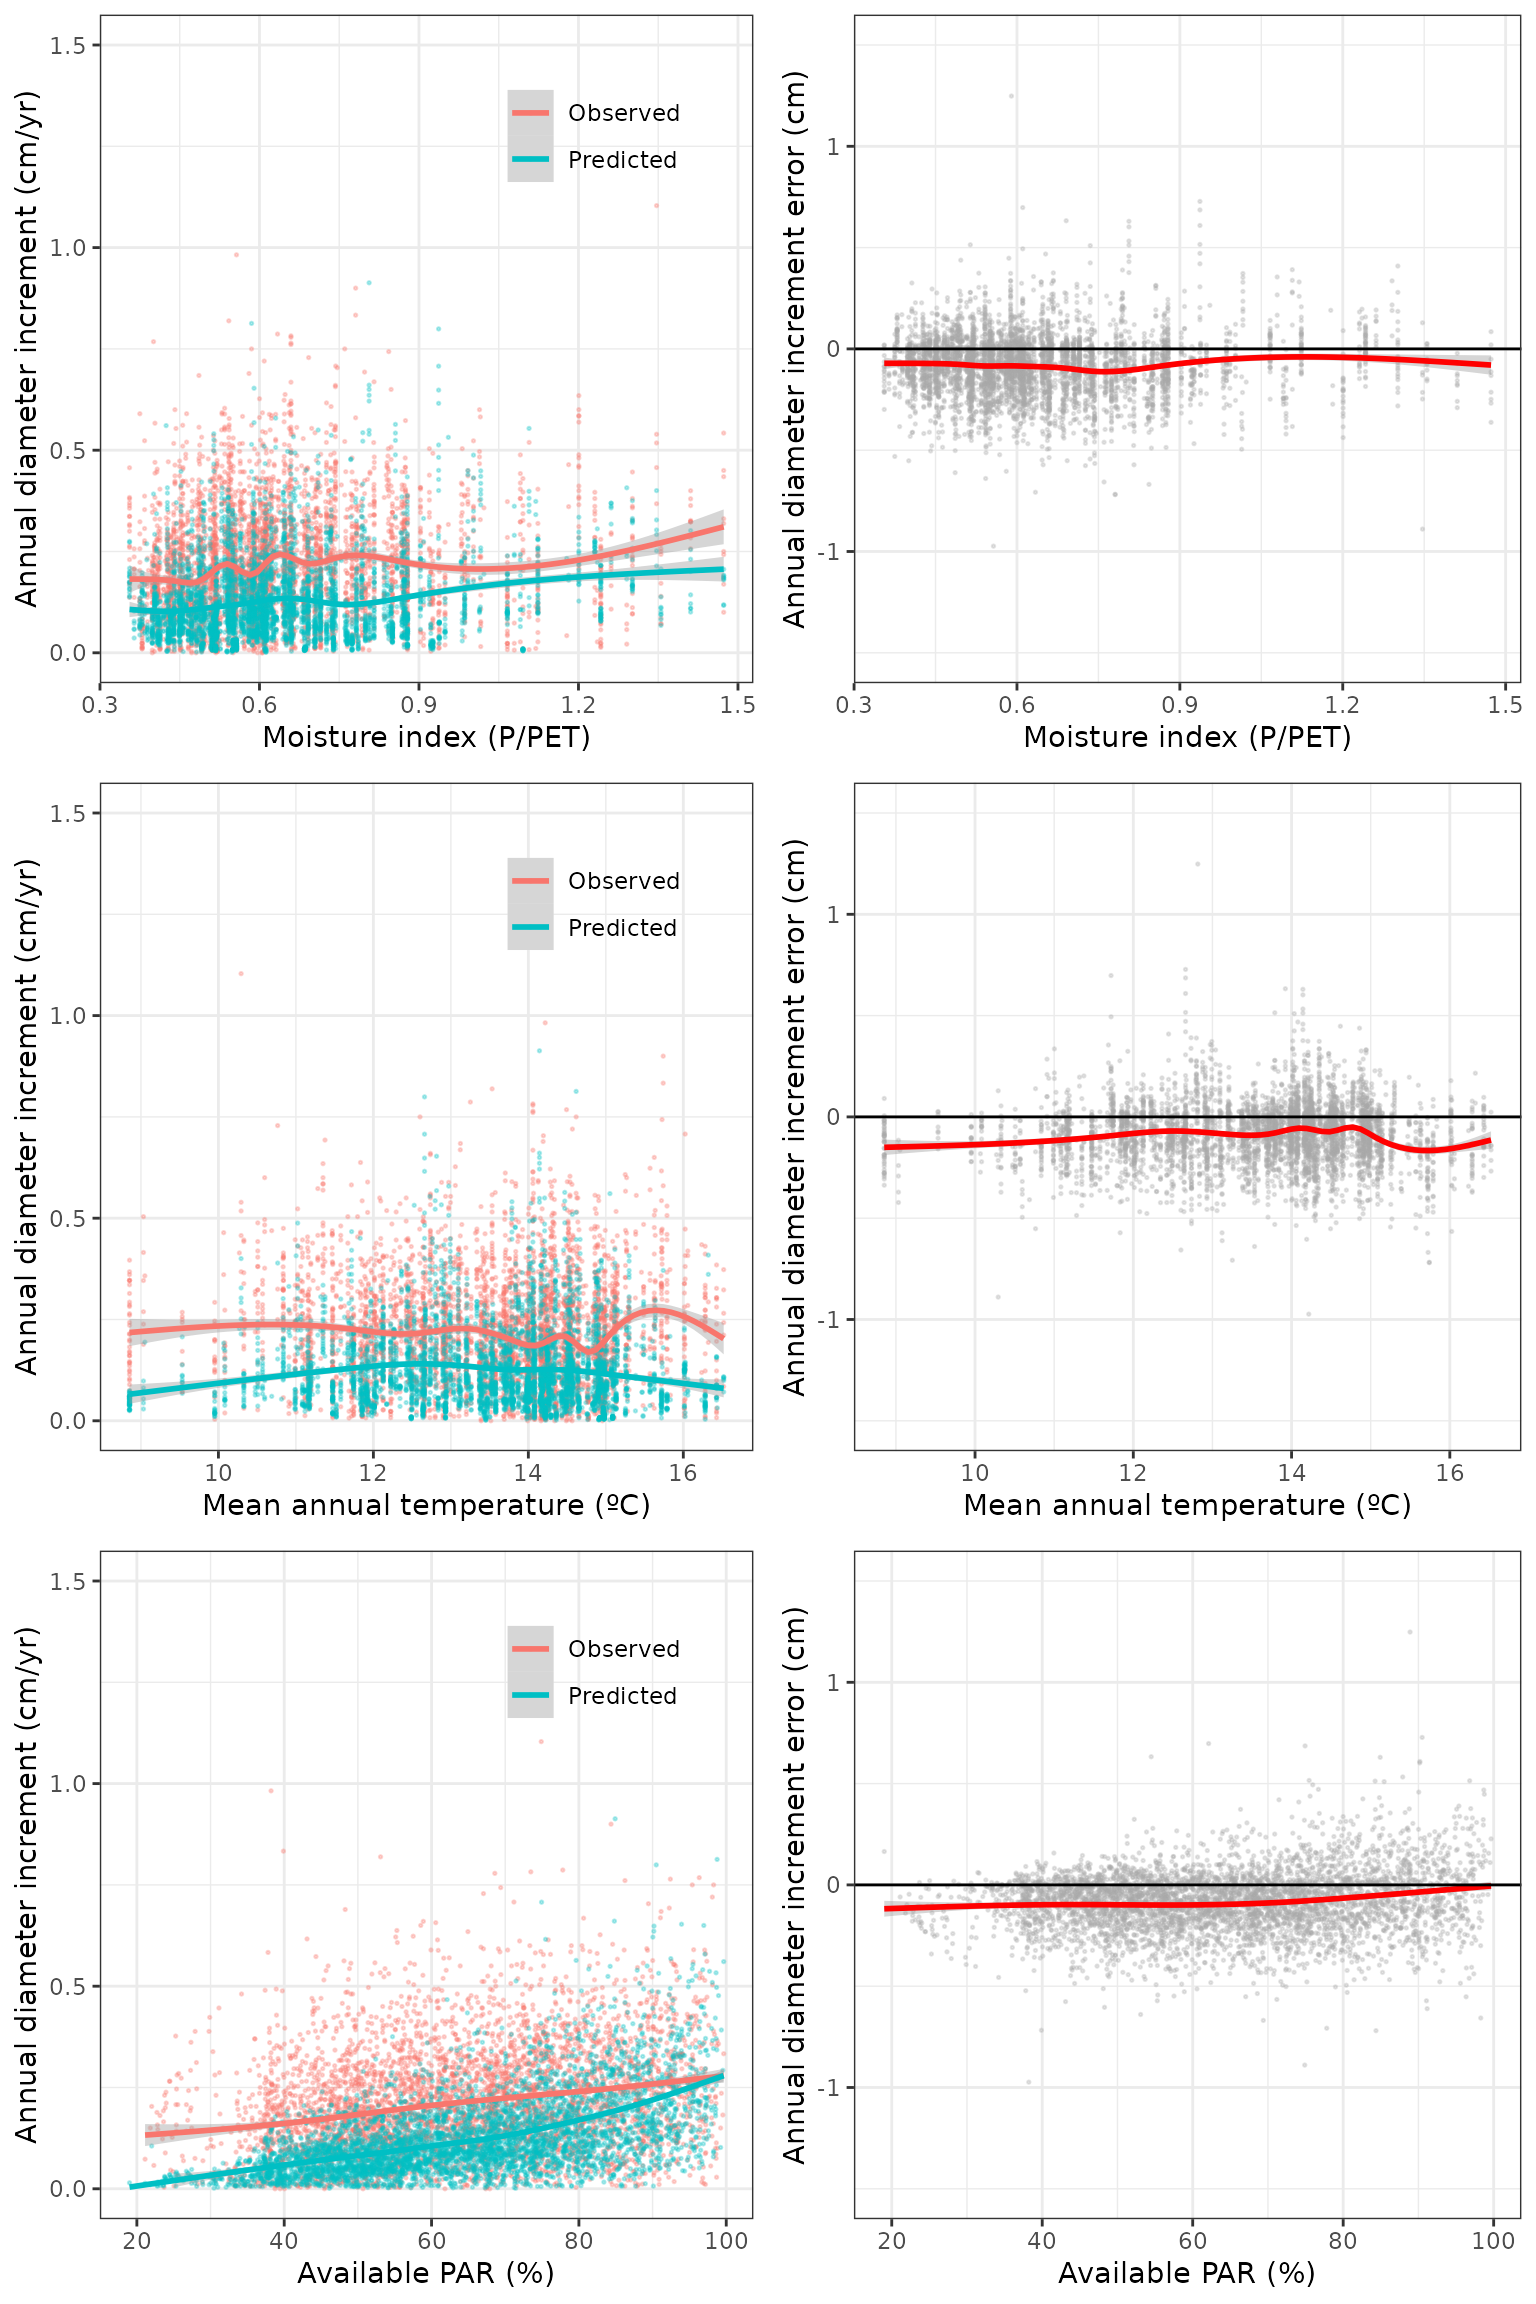 Annual diameter increment (cm/yr)
1.5
1.0
0.5
0.0
Observed
Predicted
0.3 0.6 0.9 1.2 1.5
Moisture index (P/PET)
Annual diameter increment error (cm)
1
0
-1
0.3 0.6 0.9 1.2 1.5
Moisture index (P/PET)
Annual diameter increment (cm/yr)
1.5
1.0
0.5
0.0
Observed
Predicted
10 12 14 16
Mean annual temperature (ºC)
Annual diameter increment error (cm)
1
0
-1
10 12 14 16
Mean annual temperature (ºC)
Annual diameter increment (cm/yr)
1.5
1.0
0.5
0.0
Observed
Predicted
20 40 60 80 100
Available PAR (%)
Annual diameter increment error (cm)
1
0
-1
20 40 60 80 100
Available PAR (%)